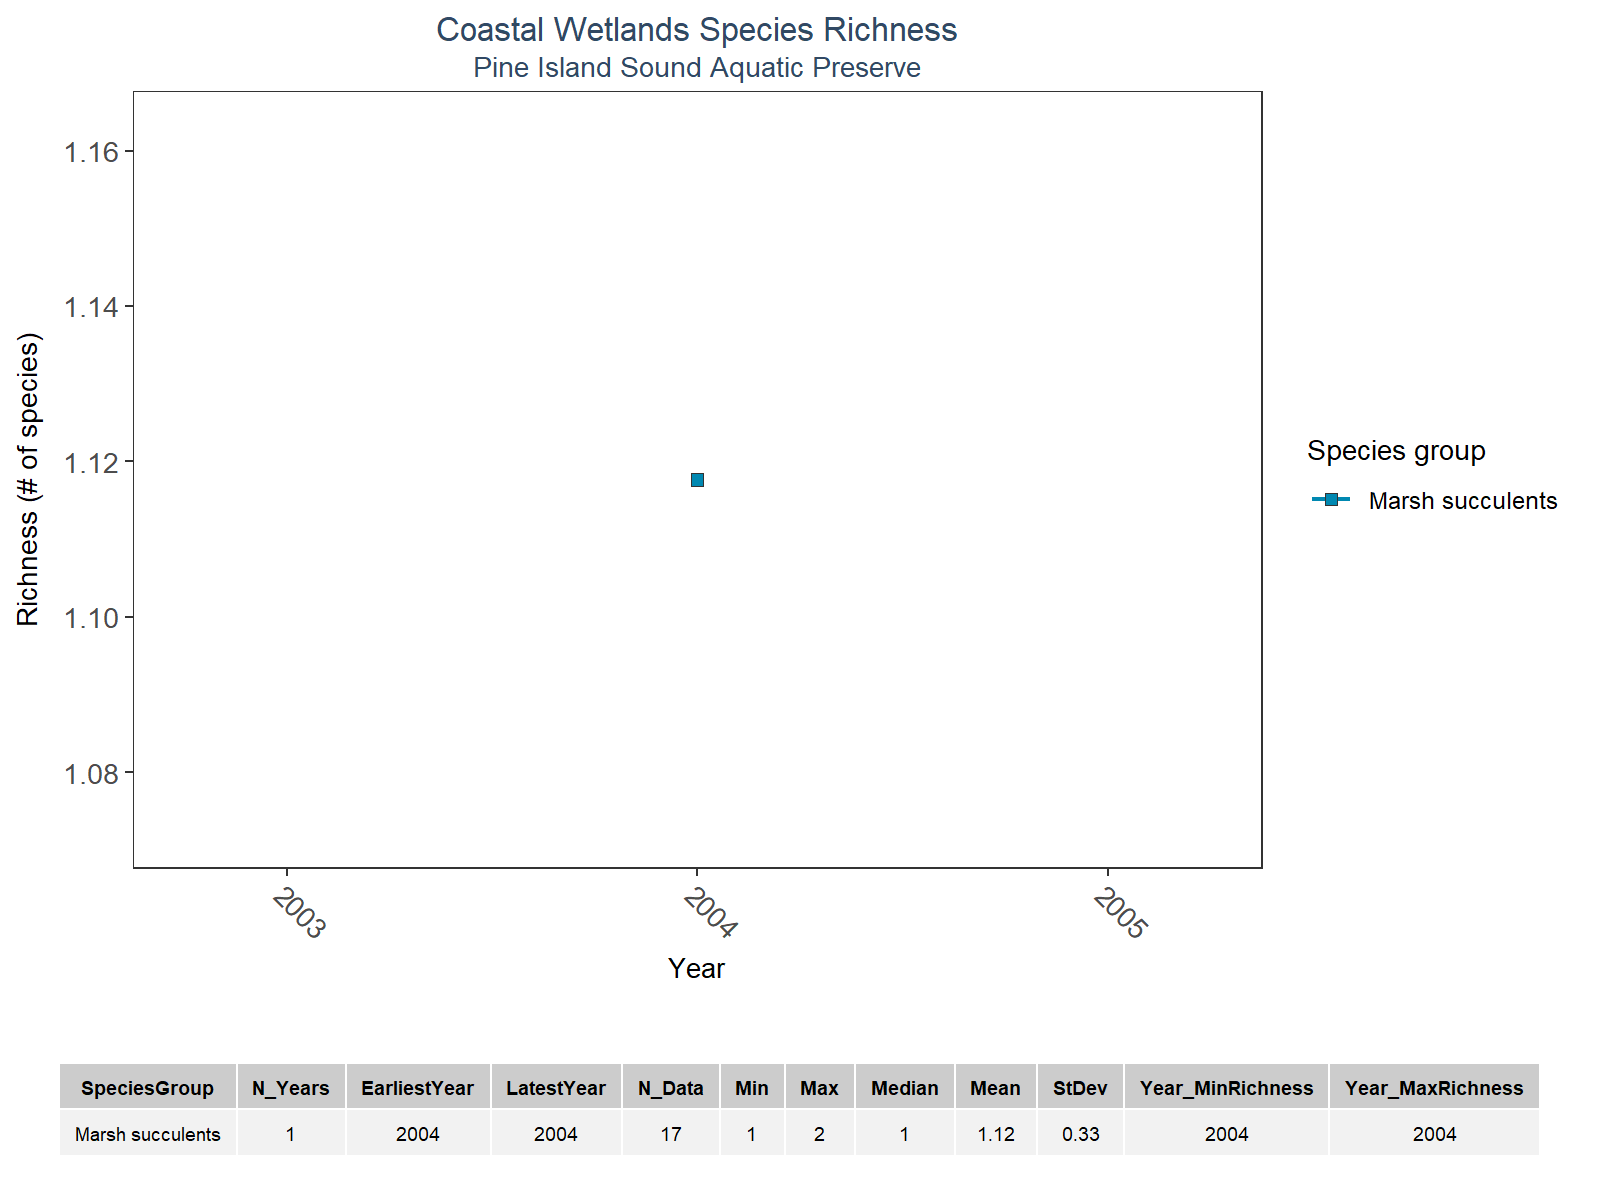 Coastal Wetlands Species Richness
Pine Island Sound Aquatic Preserve
Richness (# of species)
1.16
1.14
1.12
1.10
1.08
2003 2004 2005
Year
Species group
Marsh succulents
SpeciesGroup N_Years EarliestYear LatestYear N_Data Min Max Median Mean StDev Year_MinRichness Year_MaxRichness
Marsh succulents 1 2004 2004 17 1 2 1 1.12 0.33 2004 2004